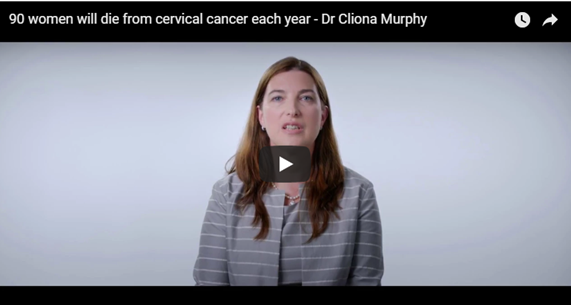 90 women will die from cervical cancer each year - Dr Cliona Murphy